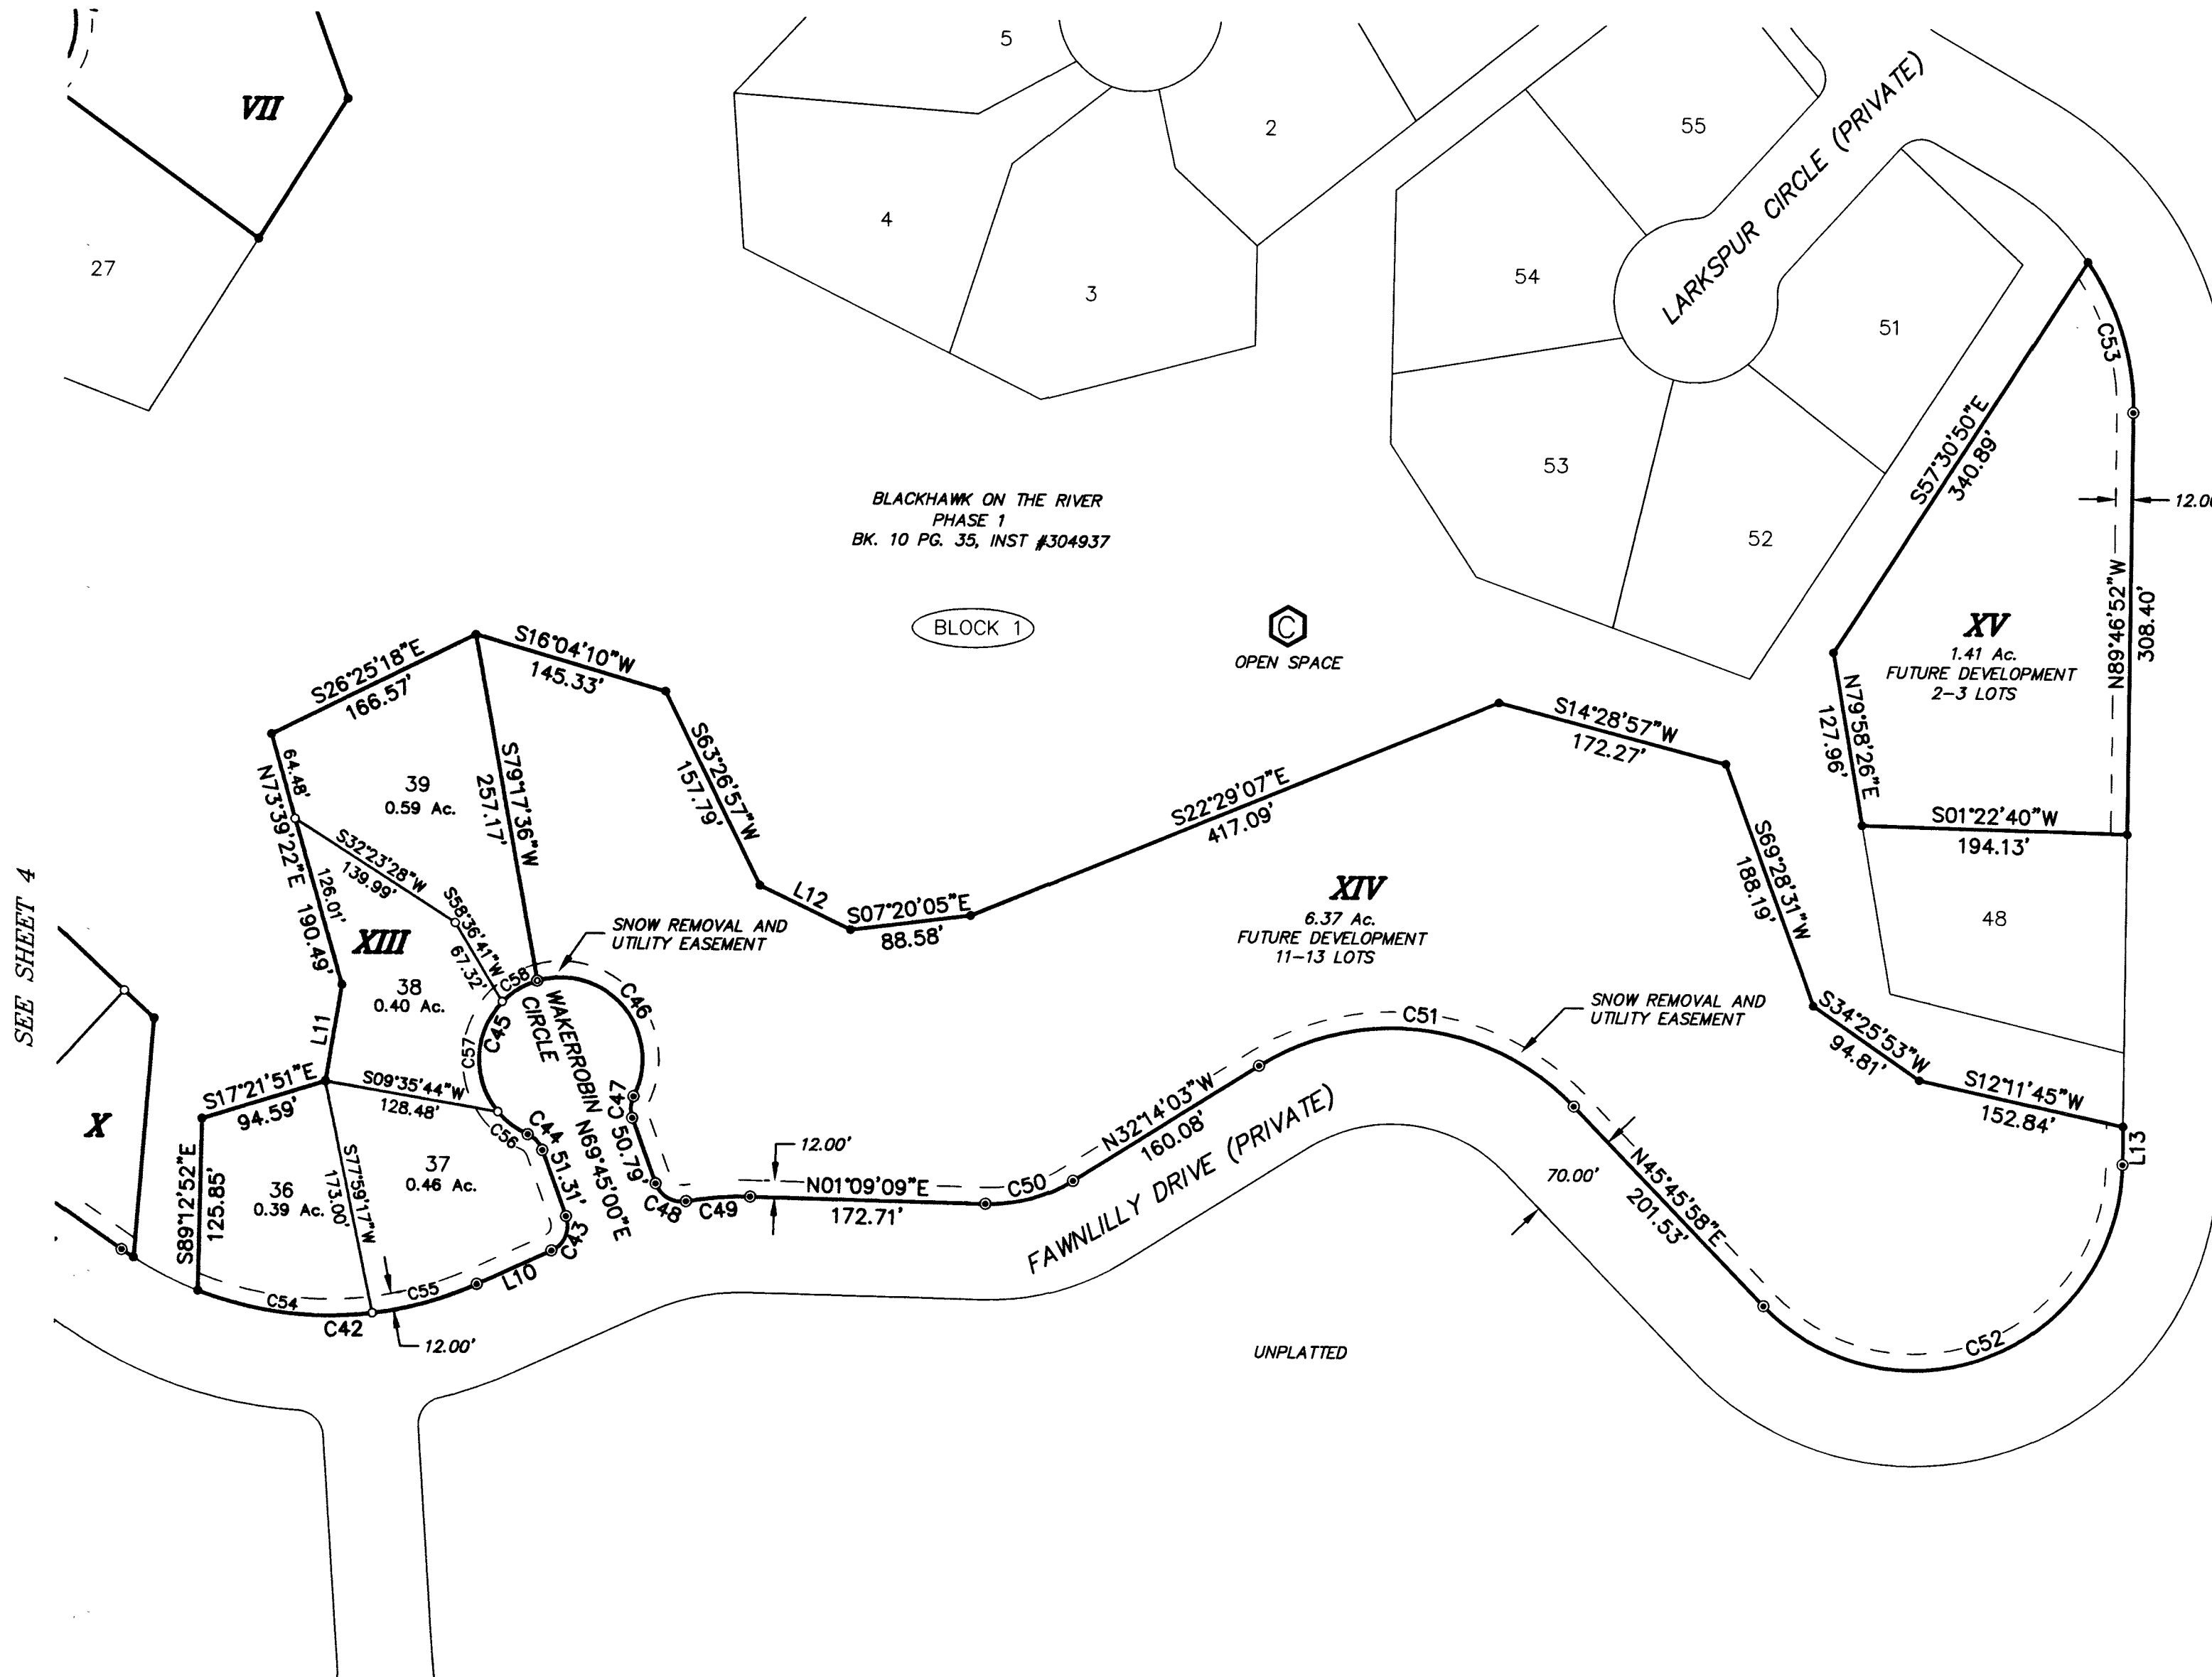 VII
27
5
4
3
2
55
54
53
52
51
LARKSPUR CIRCLE (PRIVATE)
C53
S57°30'50"E
340.89'
12.00
N89°46'52"W
308.40'
BLACKHAWK ON THE RIVER
PHASE 1
BK. 10 PG. 35, INST #304937
BLOCK 1
C
OPEN SPACE
XV
1.41 Ac.
FUTURE DEVELOPMENT
2-3 LOTS
N79°58'26"E
127.96'
S01°22'40"W
194.13'
48
S26°25'18"E
166.57'
S16°04'10"W
145.33'
S63°26'57"W
157.79'
L12
S07°20'05"E
88.58'
S22°29'07"E
417.09'
S14°28'57"W
172.27'
S69°28'31"W
188.19'
S34°25'53"W
94.81'
S12°11'45"W
152.84'
L13
64.48'
N73°39'22"E
126.01'
190.49'
39
0.59 Ac.
S79°17'36"W
257.17'
S32°23'28"W
139.99'
S58°36'41"W
67.32'
XIII
38
0.40 Ac.
L11
C58
C45
C57
C46
C47
SNOW REMOVAL AND
UTILITY EASEMENT
WAKERROBIN
CIRCLE
N69°45'00"E
SEE SHEET 4
X
S17°21'51"E
94.59'
S89°12'52"E
125.85'
S09°35'44"W
128.48'
S77°59'17"W
173.00'
36
0.39 Ac.
37
0.46 Ac.
C56
C44
51.31'
C43
50.79'
C48
C49
C54
C55
C42
L10
12.00'
12.00'
N01°09'09"E
172.71'
C50
N32°14'03"W
160.08'
C51
XIV
6.37 Ac.
FUTURE DEVELOPMENT
11-13 LOTS
SNOW REMOVAL AND
UTILITY EASEMENT
FAWNLILLY DRIVE (PRIVATE)
70.00'
N45°45'58"E
201.53'
C52
UNPLATTED